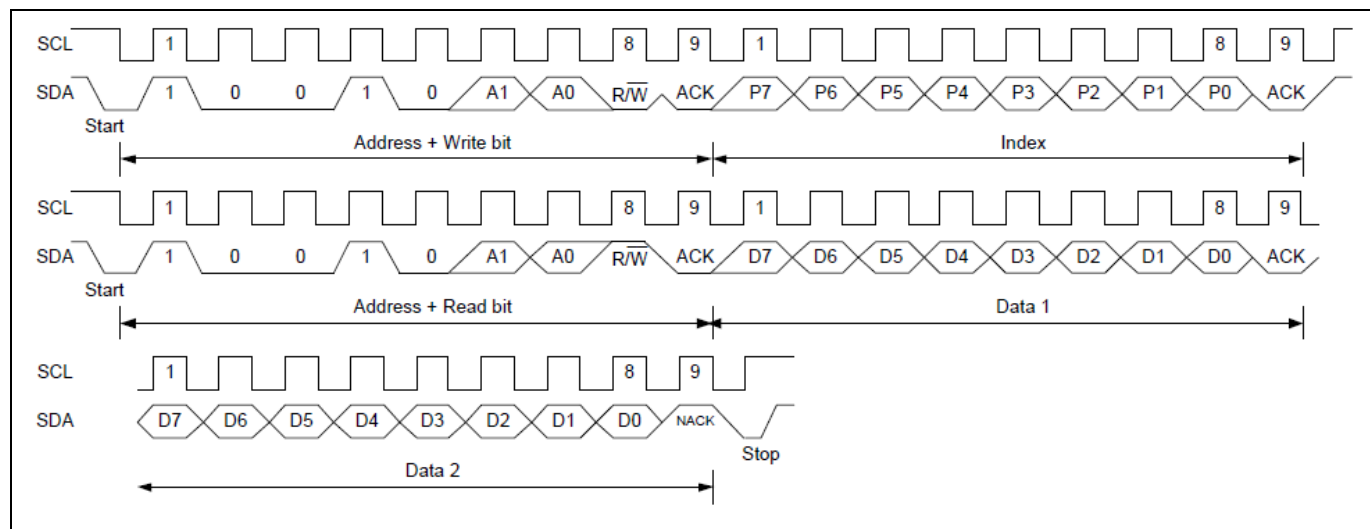 SCL 1 8 9 1 8 9
SDA 1 0 0 1 0 A1 A0 R/W̅ ACK P7 P6 P5 P4 P3 P2 P1 P0 ACK
Start
Address + Write bit Index
SCL 1 8 9 1 8 9
SDA 1 0 0 1 0 A1 A0 R/W̅ ACK D7 D6 D5 D4 D3 D2 D1 D0 ACK
Start
Address + Read bit Data 1
SCL 1 8 9
SDA D7 D6 D5 D4 D3 D2 D1 D0 NACK
Stop
Data 2